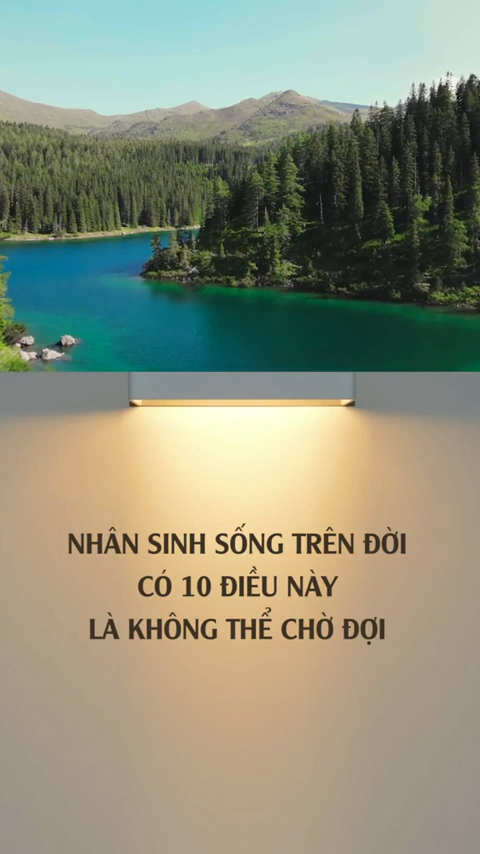 NHÂN SINH SỐNG TRÊN ĐỜI
CÓ 10 ĐIỀU NÀY
LÀ KHÔNG THỂ CHỜ ĐỢI